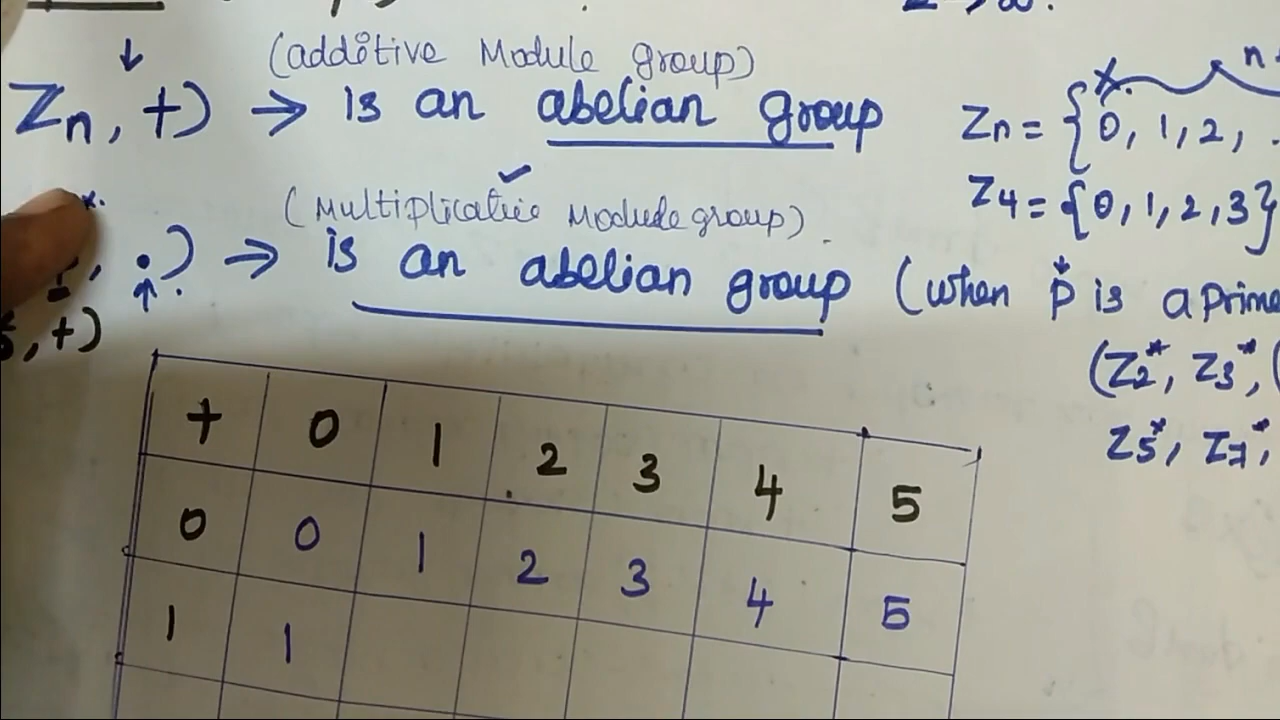 (additive Module group)
Zn, +) → is an abelian group
Zn = {0, 1, 2, .
(Multiplicative Module group)
Z4 = {0, 1, 2, 3}
, •) → is an abelian group (when p is a prime
, +)
(Z2*, Z3*, (
Z5*, Z7*,
+ 0 1 2 3 4 5
0 0 1 2 3 4 5
1 1